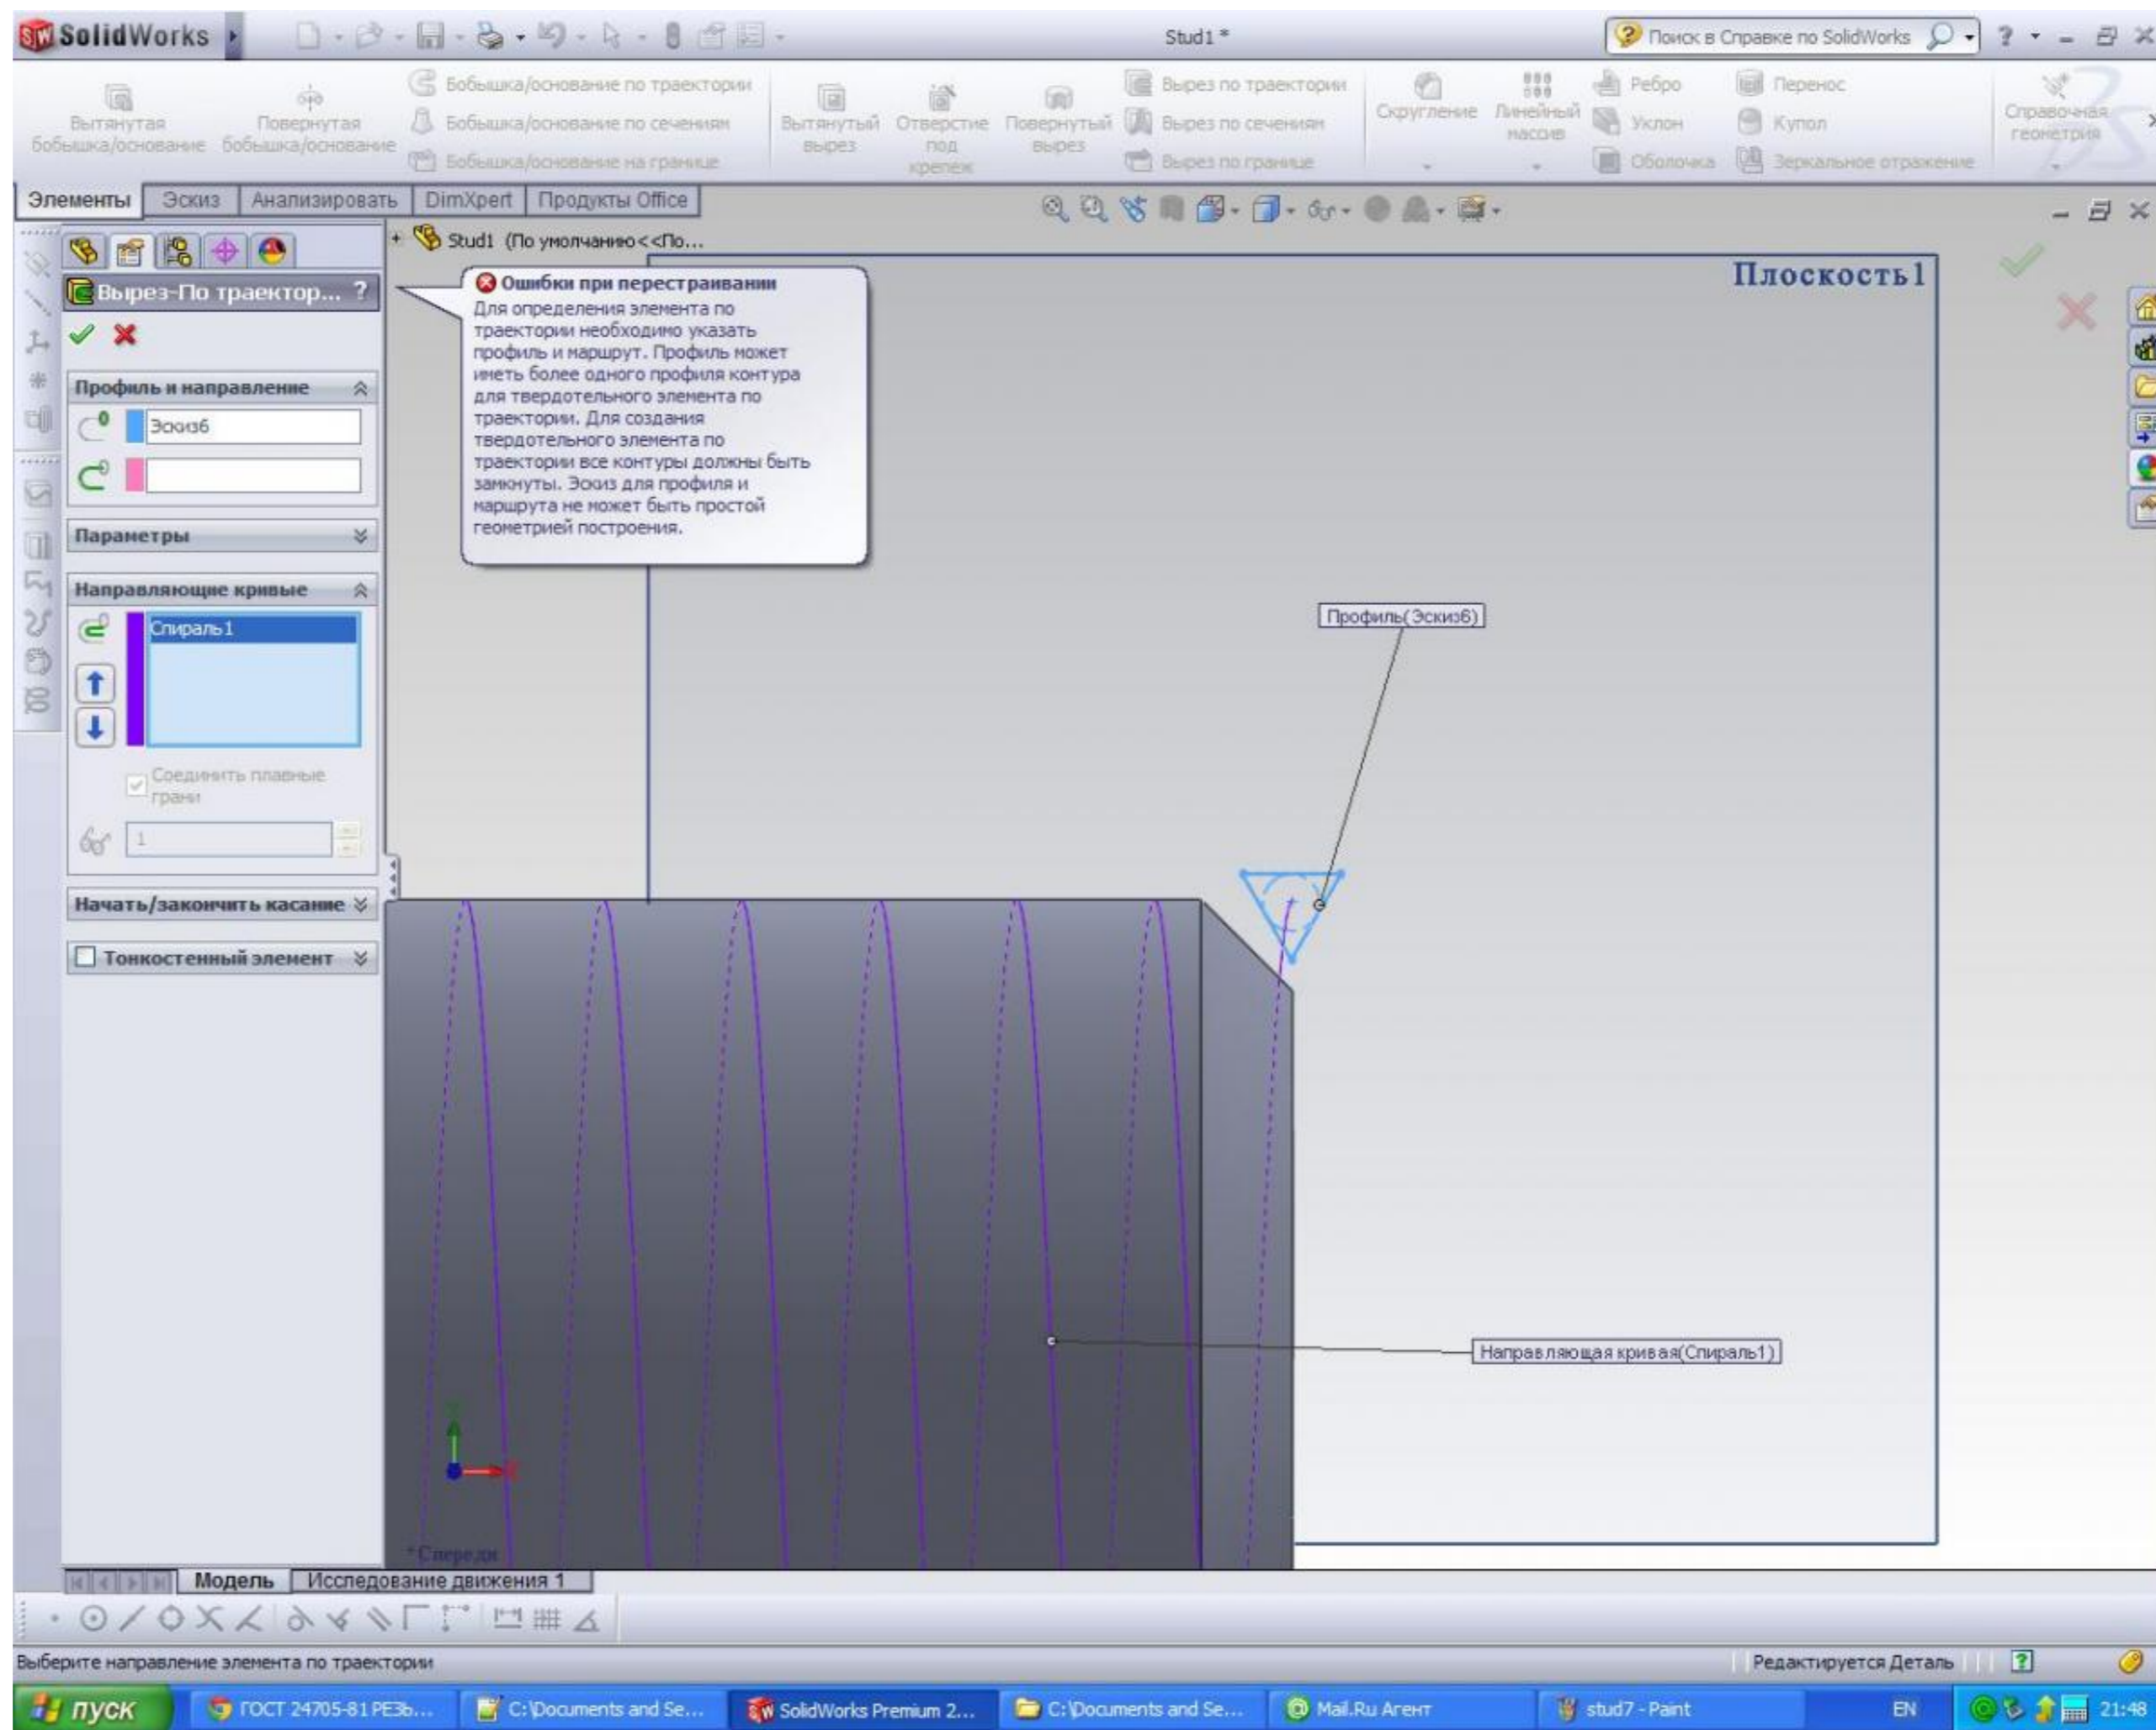 SolidWorks
Stud1 *
Поиск в Справке по SolidWorks
Вытянутая бобышка/основание
Повернутая бобышка/основание
Бобышка/основание по траектории
Бобышка/основание по сечениям
Бобышка/основание на границе
Вытянутый вырез
Отверстие под крепеж
Повернутый вырез
Вырез по траектории
Вырез по сечениям
Вырез по границе
Скругление
Линейный массив
Ребро
Уклон
Оболочка
Перенос
Купол
Зеркальное отражение
Справочная геометрия
Элементы
Эскиз
Анализировать
DimXpert
Продукты Office
Stud1 (По умолчанию<<По...
Вырез-По траектор... ?
Ошибки при перестраивании
Для определения элемента по
траектории необходимо указать
профиль и маршрут. Профиль может
иметь более одного профиля контура
для твердотельного элемента по
траектории. Для создания
твердотельного элемента по
траектории все контуры должны быть
замкнуты. Эскиз для профиля и
маршрута не может быть простой
геометрией построения.
Плоскость1
Профиль и направление
Эскиз6
Параметры
Направляющие кривые
Спираль1
Соединить плавные
грани
1
Начать/закончить касание
Тонкостенный элемент
Профиль(Эскиз6)
Направляющая кривая(Спираль1)
*Спереди
Модель
Исследование движения 1
Выберите направление элемента по траектории
Редактируется Деталь
пуск
ГОСТ 24705-81 РЕЗЬ...
C:\Documents and Se...
SolidWorks Premium 2...
C:\Documents and Se...
Mail.Ru Агент
stud7 - Paint
EN
21:48